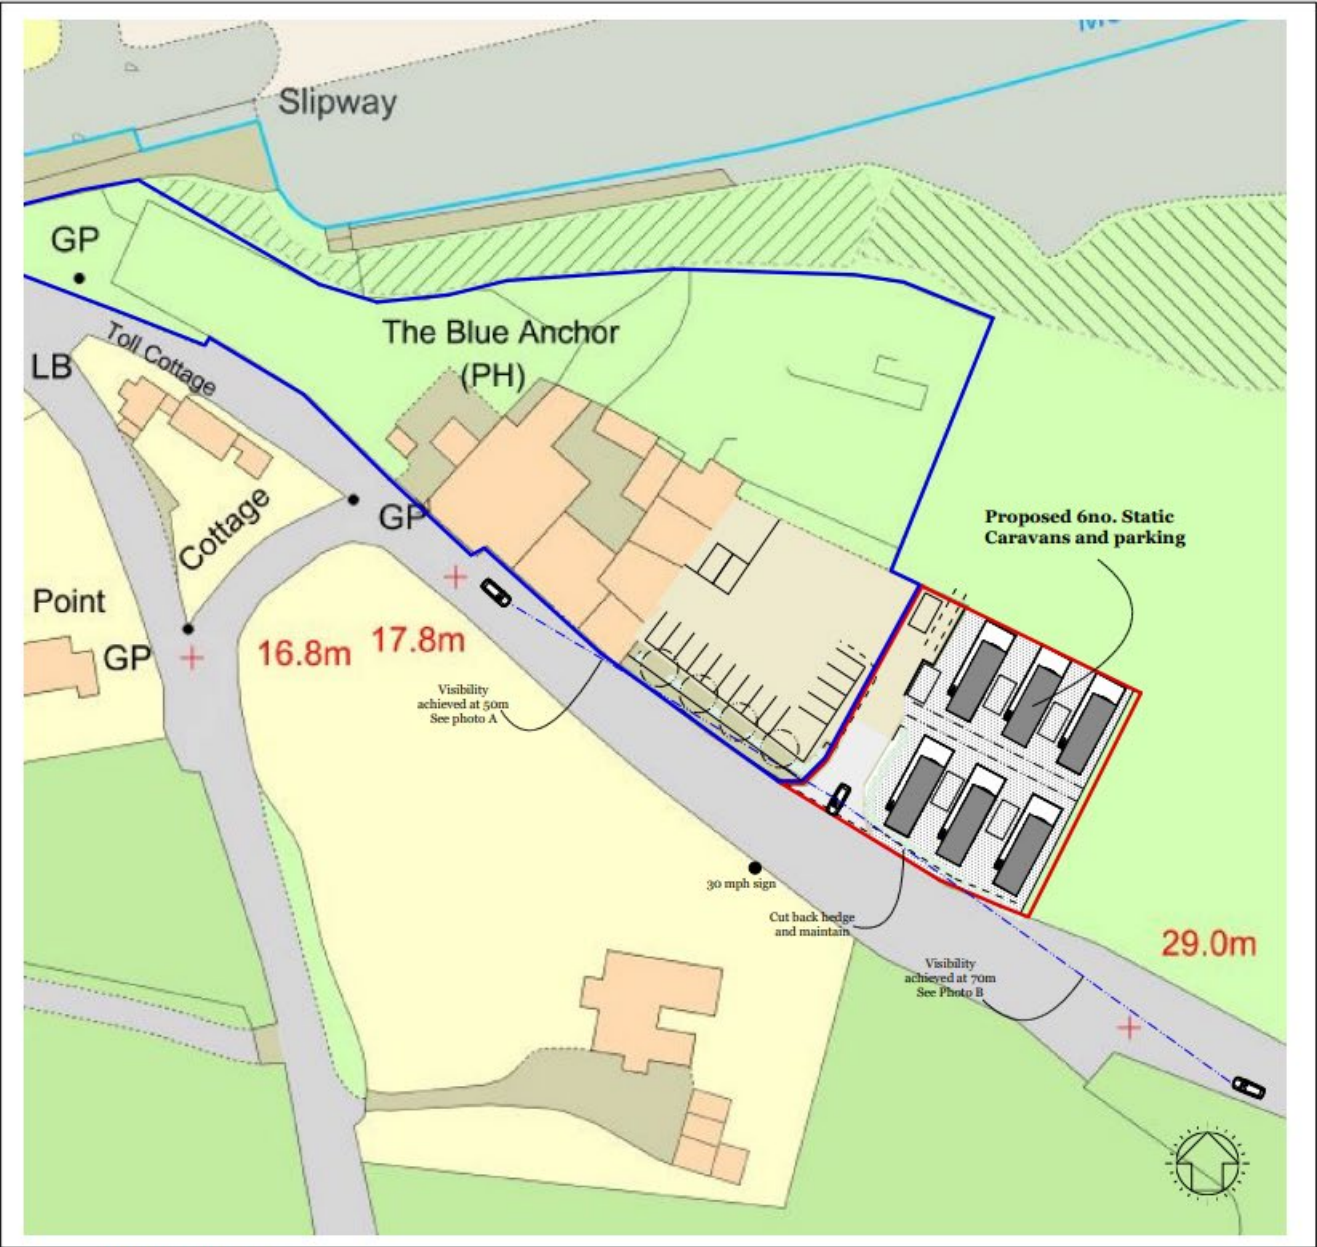 Slipway
GP
The Blue Anchor
(PH)
Toll Cottage
LB
GP
Cottage
Proposed 6no. Static
Caravans and parking
Point
GP
16.8m
17.8m
Visibility
achieved at 50m
See photo A
30 mph sign
Cut back hedge
and maintain
Visibility
achieved at 70m
See Photo B
29.0m